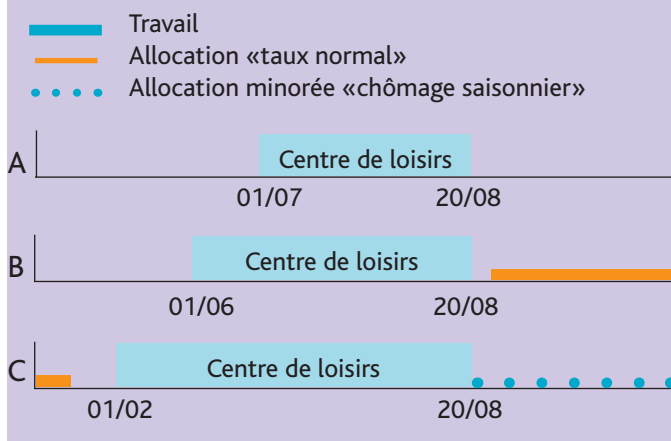 Travail
Allocation «taux normal»
Allocation minorée «chômage saisonnier»
A
Centre de loisirs
01/07 20/08
B
Centre de loisirs
01/06 20/08
C
Centre de loisirs
01/02 20/08